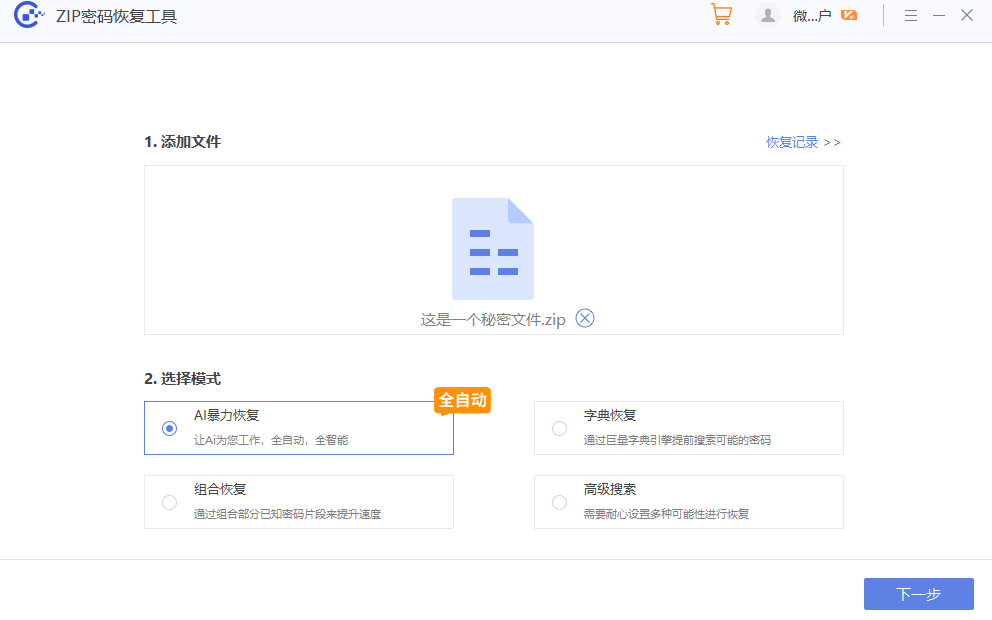 ZIP密码恢复工具
微...户
1. 添加文件
恢复记录 >>
这是一个秘密文件.zip
2. 选择模式
全自动
AI暴力恢复
让Ai为您工作，全自动，全智能
字典恢复
通过巨量字典引擎提前搜索可能的密码
组合恢复
通过组合部分已知密码片段来提升速度
高级搜索
需要耐心设置多种可能性进行恢复
下一步